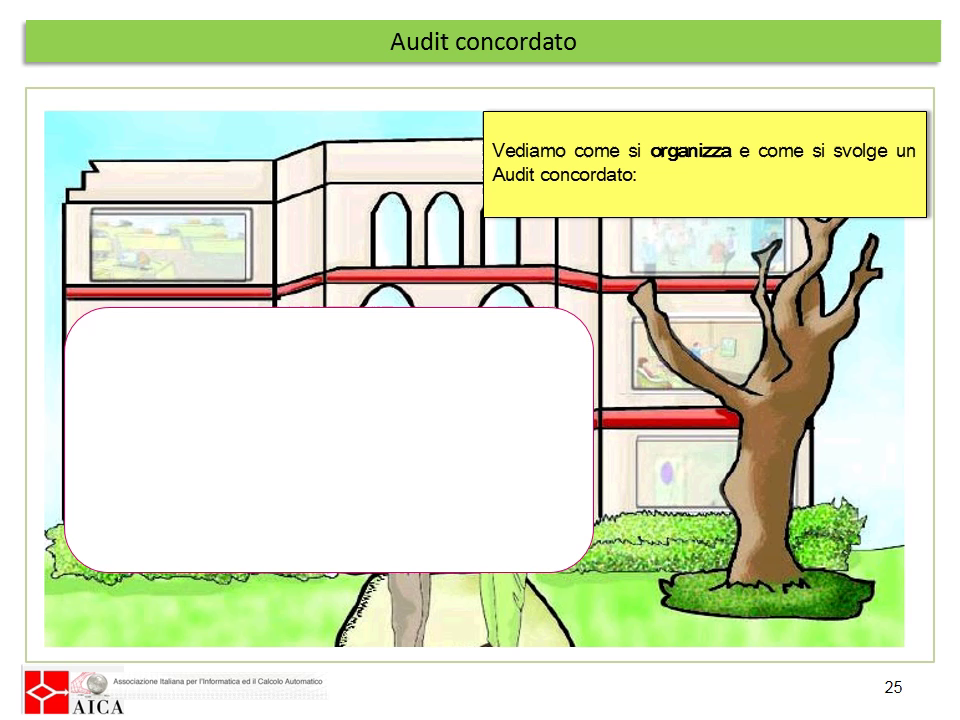 Audit concordato
Vediamo come si organizza e come si svolge un
Audit concordato:
Associazione Italiana per l'Informatica ed il Calcolo Automatico
AICA
25